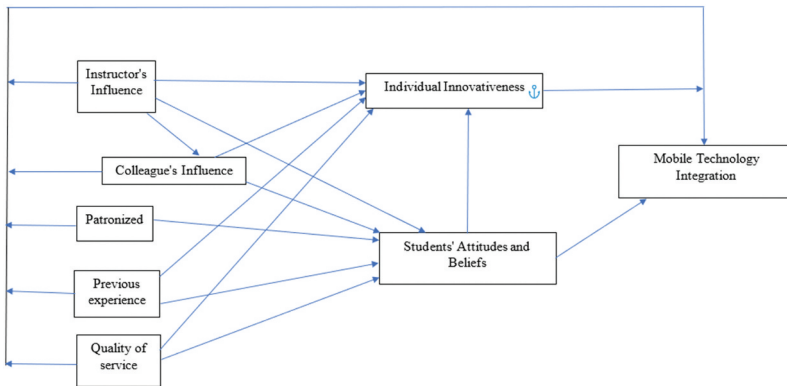 Instructor's
Influence
Individual Innovativeness
Colleague's Influence
Mobile Technology
Integration
Patronized
Students' Attitudes and
Beliefs
Previous
experience
Quality of
service